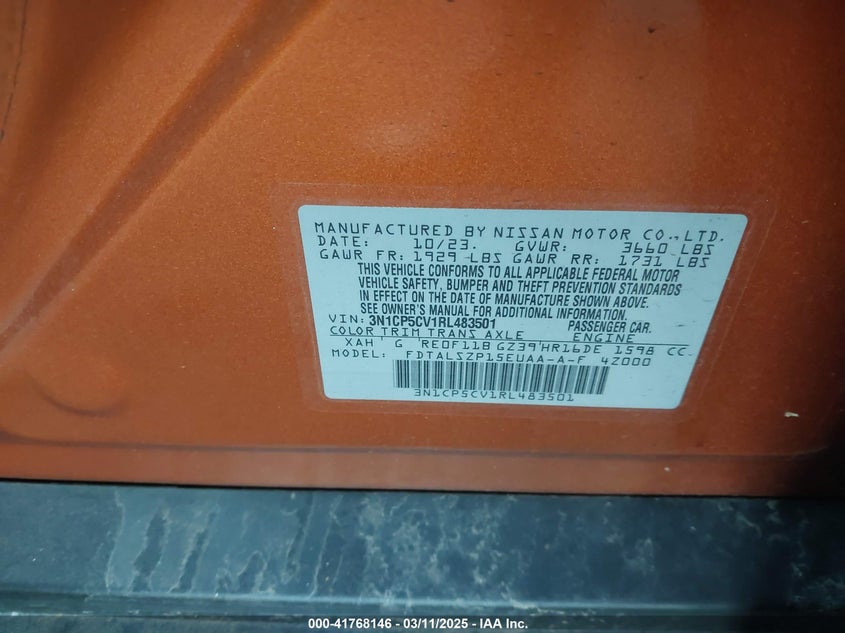 MANUFACTURED BY NISSAN MOTOR CO.,LTD.
DATE: 10/23. GVWR: 3660 LBS
GAWR FR: 1929 LBS GAWR RR: 1731 LBS
THIS VEHICLE CONFORMS TO ALL APPLICABLE FEDERAL MOTOR
VEHICLE SAFETY, BUMPER AND THEFT PREVENTION STANDARDS
IN EFFECT ON THE DATE OF MANUFACTURE SHOWN ABOVE.
SEE OWNER'S MANUAL FOR ADDITIONAL INFORMATION.
VIN: 3N1CP5CV1RL483501 PASSENGER CAR.
COLOR TRIM TRANS AXLE ENGINE
XAH ' G 'RE0F11B GZ39'HR16DE 1598 CC.
MODEL: FDTALSZP15EUAA-A-F 4Z000
3N1CP5CV1RL483501
000-41768146 - 03/11/2025 - IAA Inc.